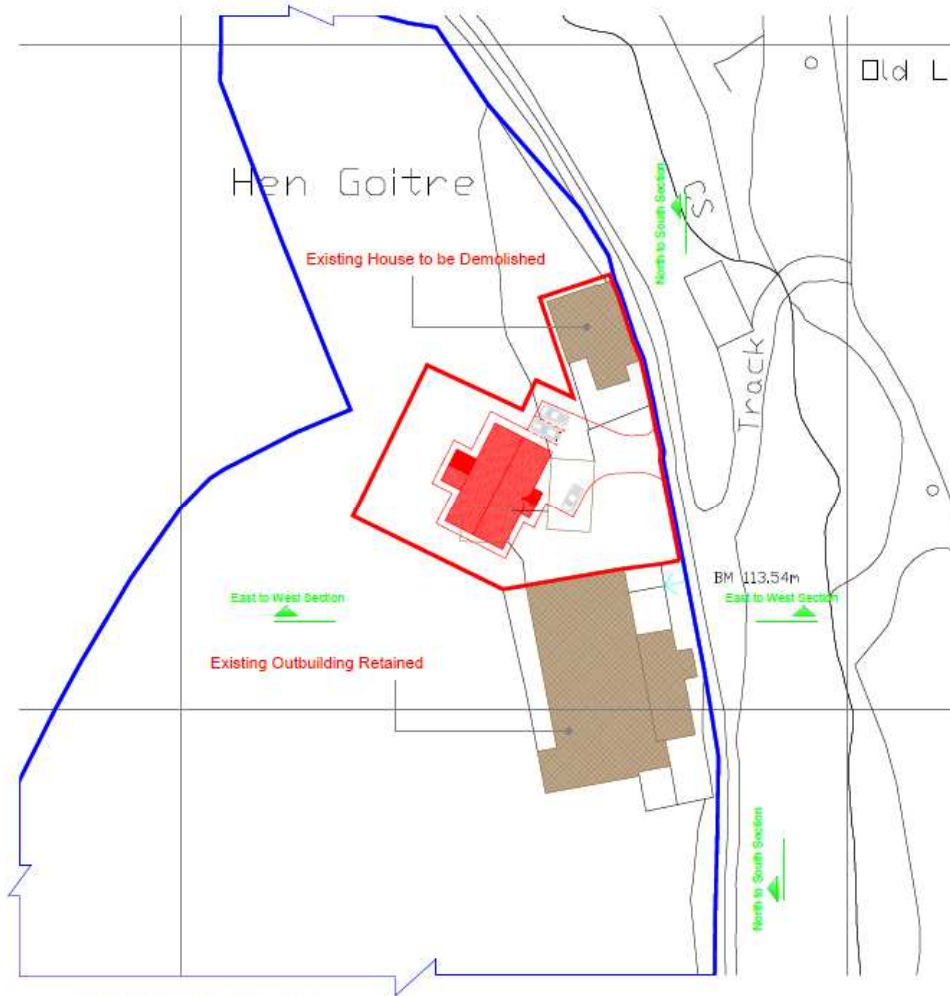 Old L
Hen Goitre
North to South Section
CS
Existing House to be Demolished
Track
BM 113.54m
East to West Section
East to West Section
Existing Outbuilding Retained
North to South Section